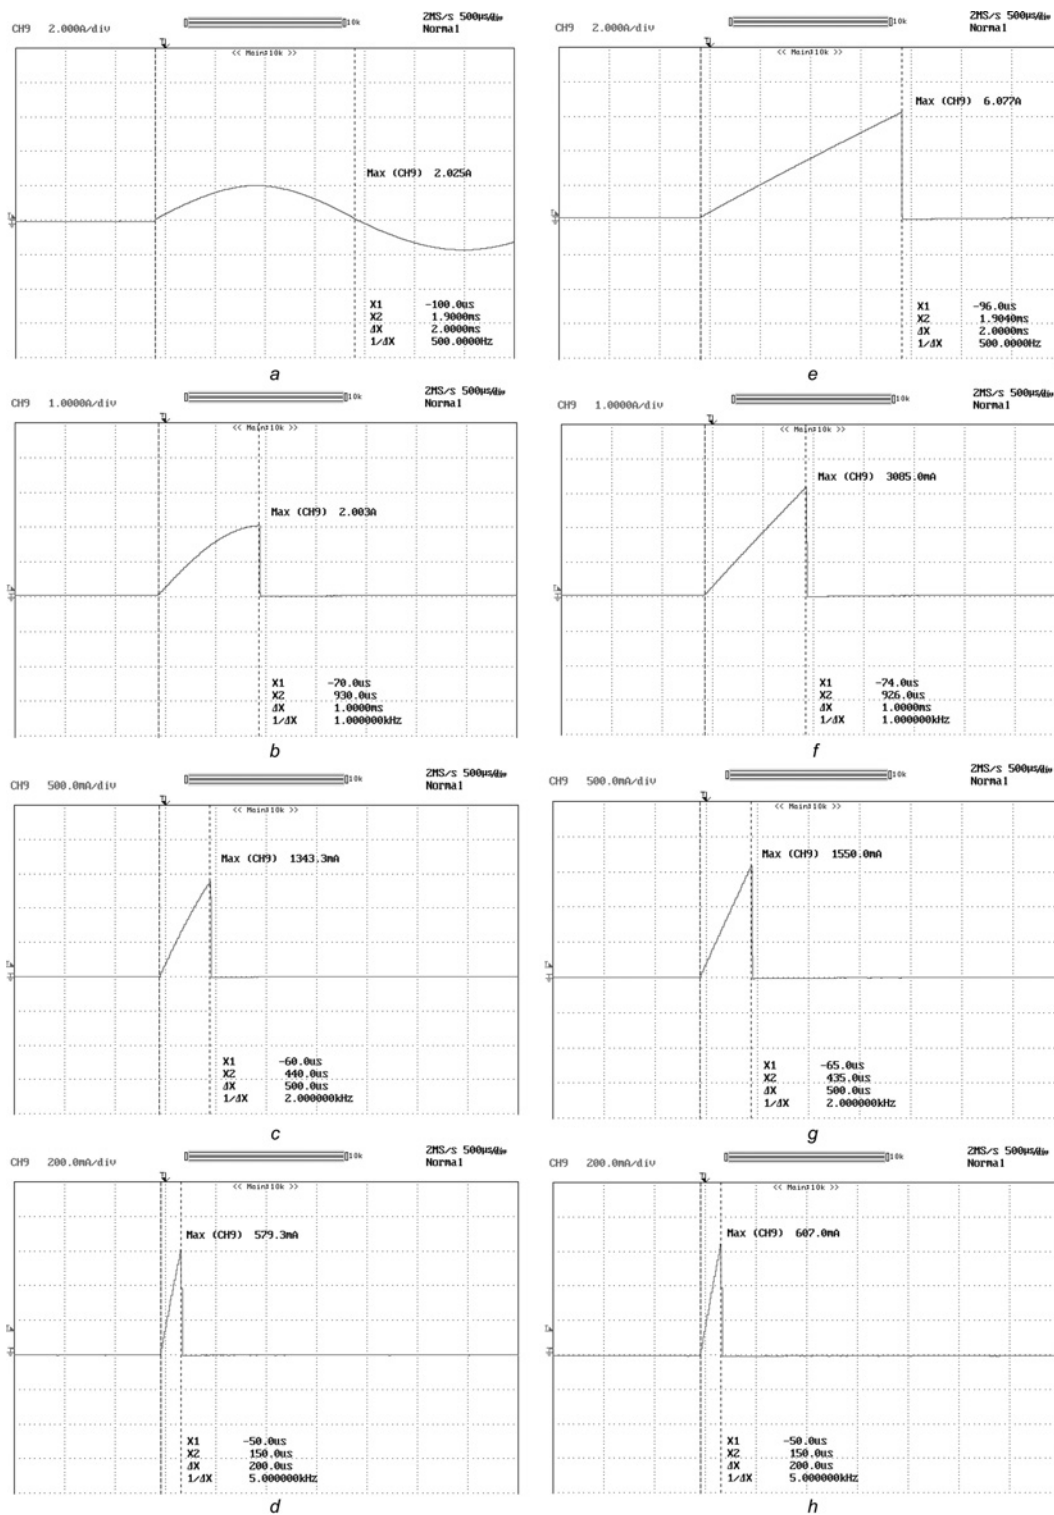 CH9 2.000A/div
10k
2MS/s 500µs/div
Normal
<< Main:10k >>
Max (CH9) 2.025A
X1 -100.0us
X2 1.9000ms
ΔX 2.0000ms
1/ΔX 500.0000Hz
a
CH9 2.000A/div
10k
2MS/s 500µs/div
Normal
<< Main:10k >>
Max (CH9) 6.077A
X1 -96.0us
X2 1.9040ms
ΔX 2.0000ms
1/ΔX 500.0000Hz
e
CH9 1.0000A/div
10k
2MS/s 500µs/div
Normal
<< Main:10k >>
Max (CH9) 2.003A
X1 -70.0us
X2 930.0us
ΔX 1.0000ms
1/ΔX 1.000000kHz
b
CH9 1.0000A/div
10k
2MS/s 500µs/div
Normal
<< Main:10k >>
Max (CH9) 3085.0mA
X1 -74.0us
X2 926.0us
ΔX 1.0000ms
1/ΔX 1.000000kHz
f
CH9 500.0mA/div
10k
2MS/s 500µs/div
Normal
<< Main:10k >>
Max (CH9) 1343.3mA
X1 -60.0us
X2 440.0us
ΔX 500.0us
1/ΔX 2.000000kHz
c
CH9 500.0mA/div
10k
2MS/s 500µs/div
Normal
<< Main:10k >>
Max (CH9) 1550.0mA
X1 -65.0us
X2 435.0us
ΔX 500.0us
1/ΔX 2.000000kHz
g
CH9 200.0mA/div
10k
2MS/s 500µs/div
Normal
<< Main:10k >>
Max (CH9) 579.3mA
X1 -50.0us
X2 150.0us
ΔX 200.0us
1/ΔX 5.000000kHz
d
CH9 200.0mA/div
10k
2MS/s 500µs/div
Normal
<< Main:10k >>
Max (CH9) 607.0mA
X1 -50.0us
X2 150.0us
ΔX 200.0us
1/ΔX 5.000000kHz
h